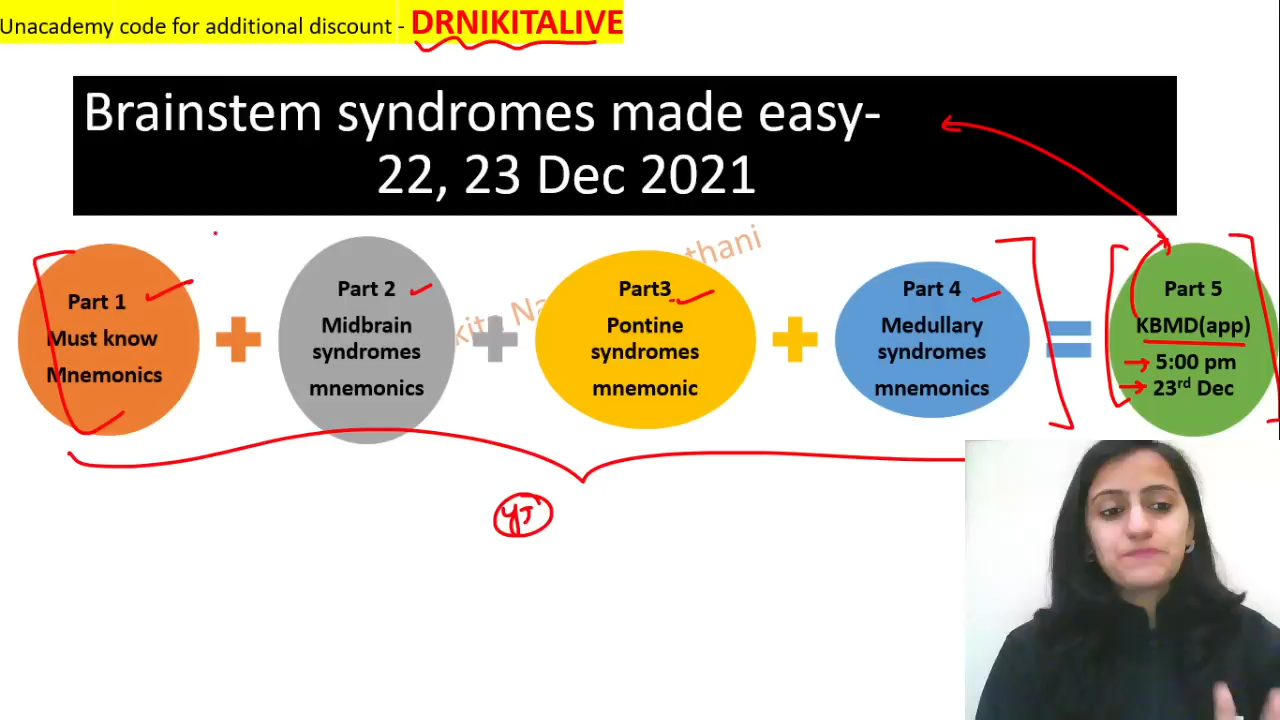 Unacademy code for additional discount - DRNIKITALIVE
Brainstem syndromes made easy-
22, 23 Dec 2021
Part 1
Must know
Mnemonics
Part 2
Midbrain
syndromes
mnemonics
Part3
Pontine
syndromes
mnemonic
Part 4
Medullary
syndromes
mnemonics
Part 5
KBMD(app)
5:00 pm
23rd Dec